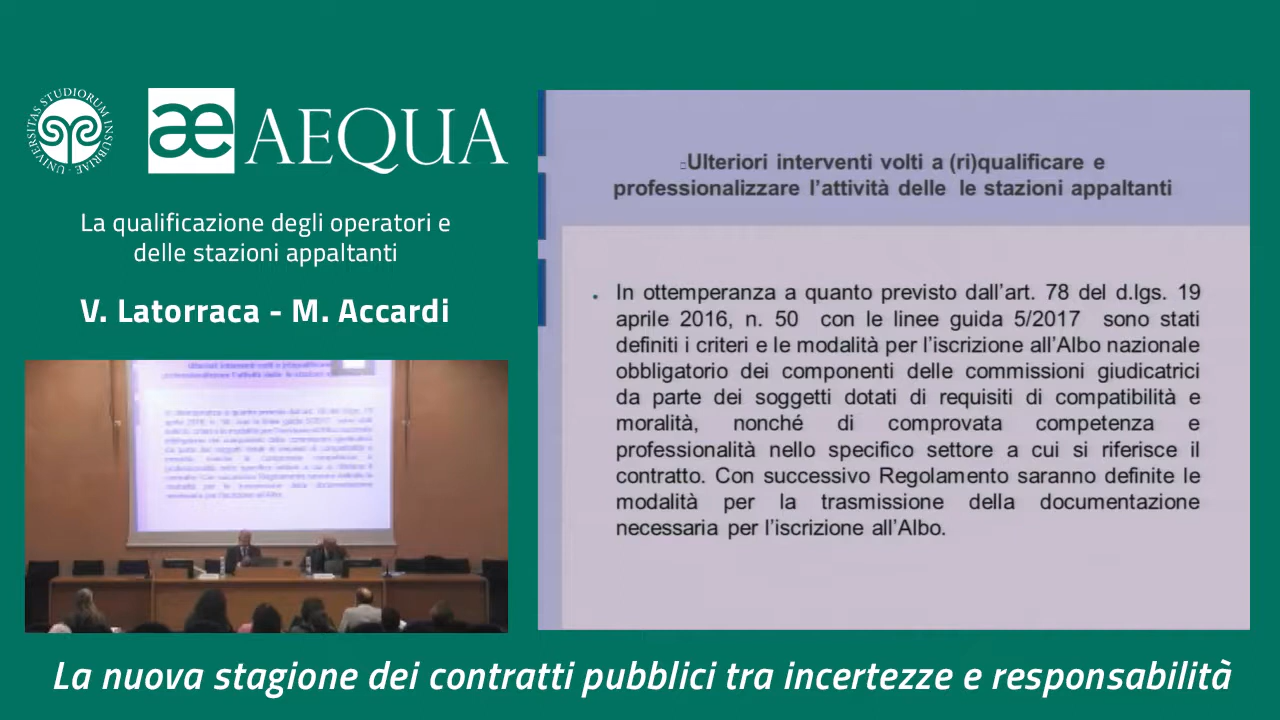 UNIVERSITAS STUDIORUM INSUBRIAE
æ AEQUA
La qualificazione degli operatori e
delle stazioni appaltanti
V. Latorraca - M. Accardi
Ulteriori interventi volti a (ri)qualificare e
professionalizzare l'attività delle le stazioni appaltanti
In ottemperanza a quanto previsto dall'art. 78 del d.lgs. 19
aprile 2016, n. 50 con le linee guida 5/2017 sono stati
definiti i criteri e le modalità per l'iscrizione all'Albo nazionale
obbligatorio dei componenti delle commissioni giudicatrici
da parte dei soggetti dotati di requisiti di compatibilità e
moralità, nonché di comprovata competenza e
professionalità nello specifico settore a cui si riferisce il
contratto. Con successivo Regolamento saranno definite le
modalità per la trasmissione della documentazione
necessaria per l'iscrizione all'Albo.
La nuova stagione dei contratti pubblici tra incertezze e responsabilità